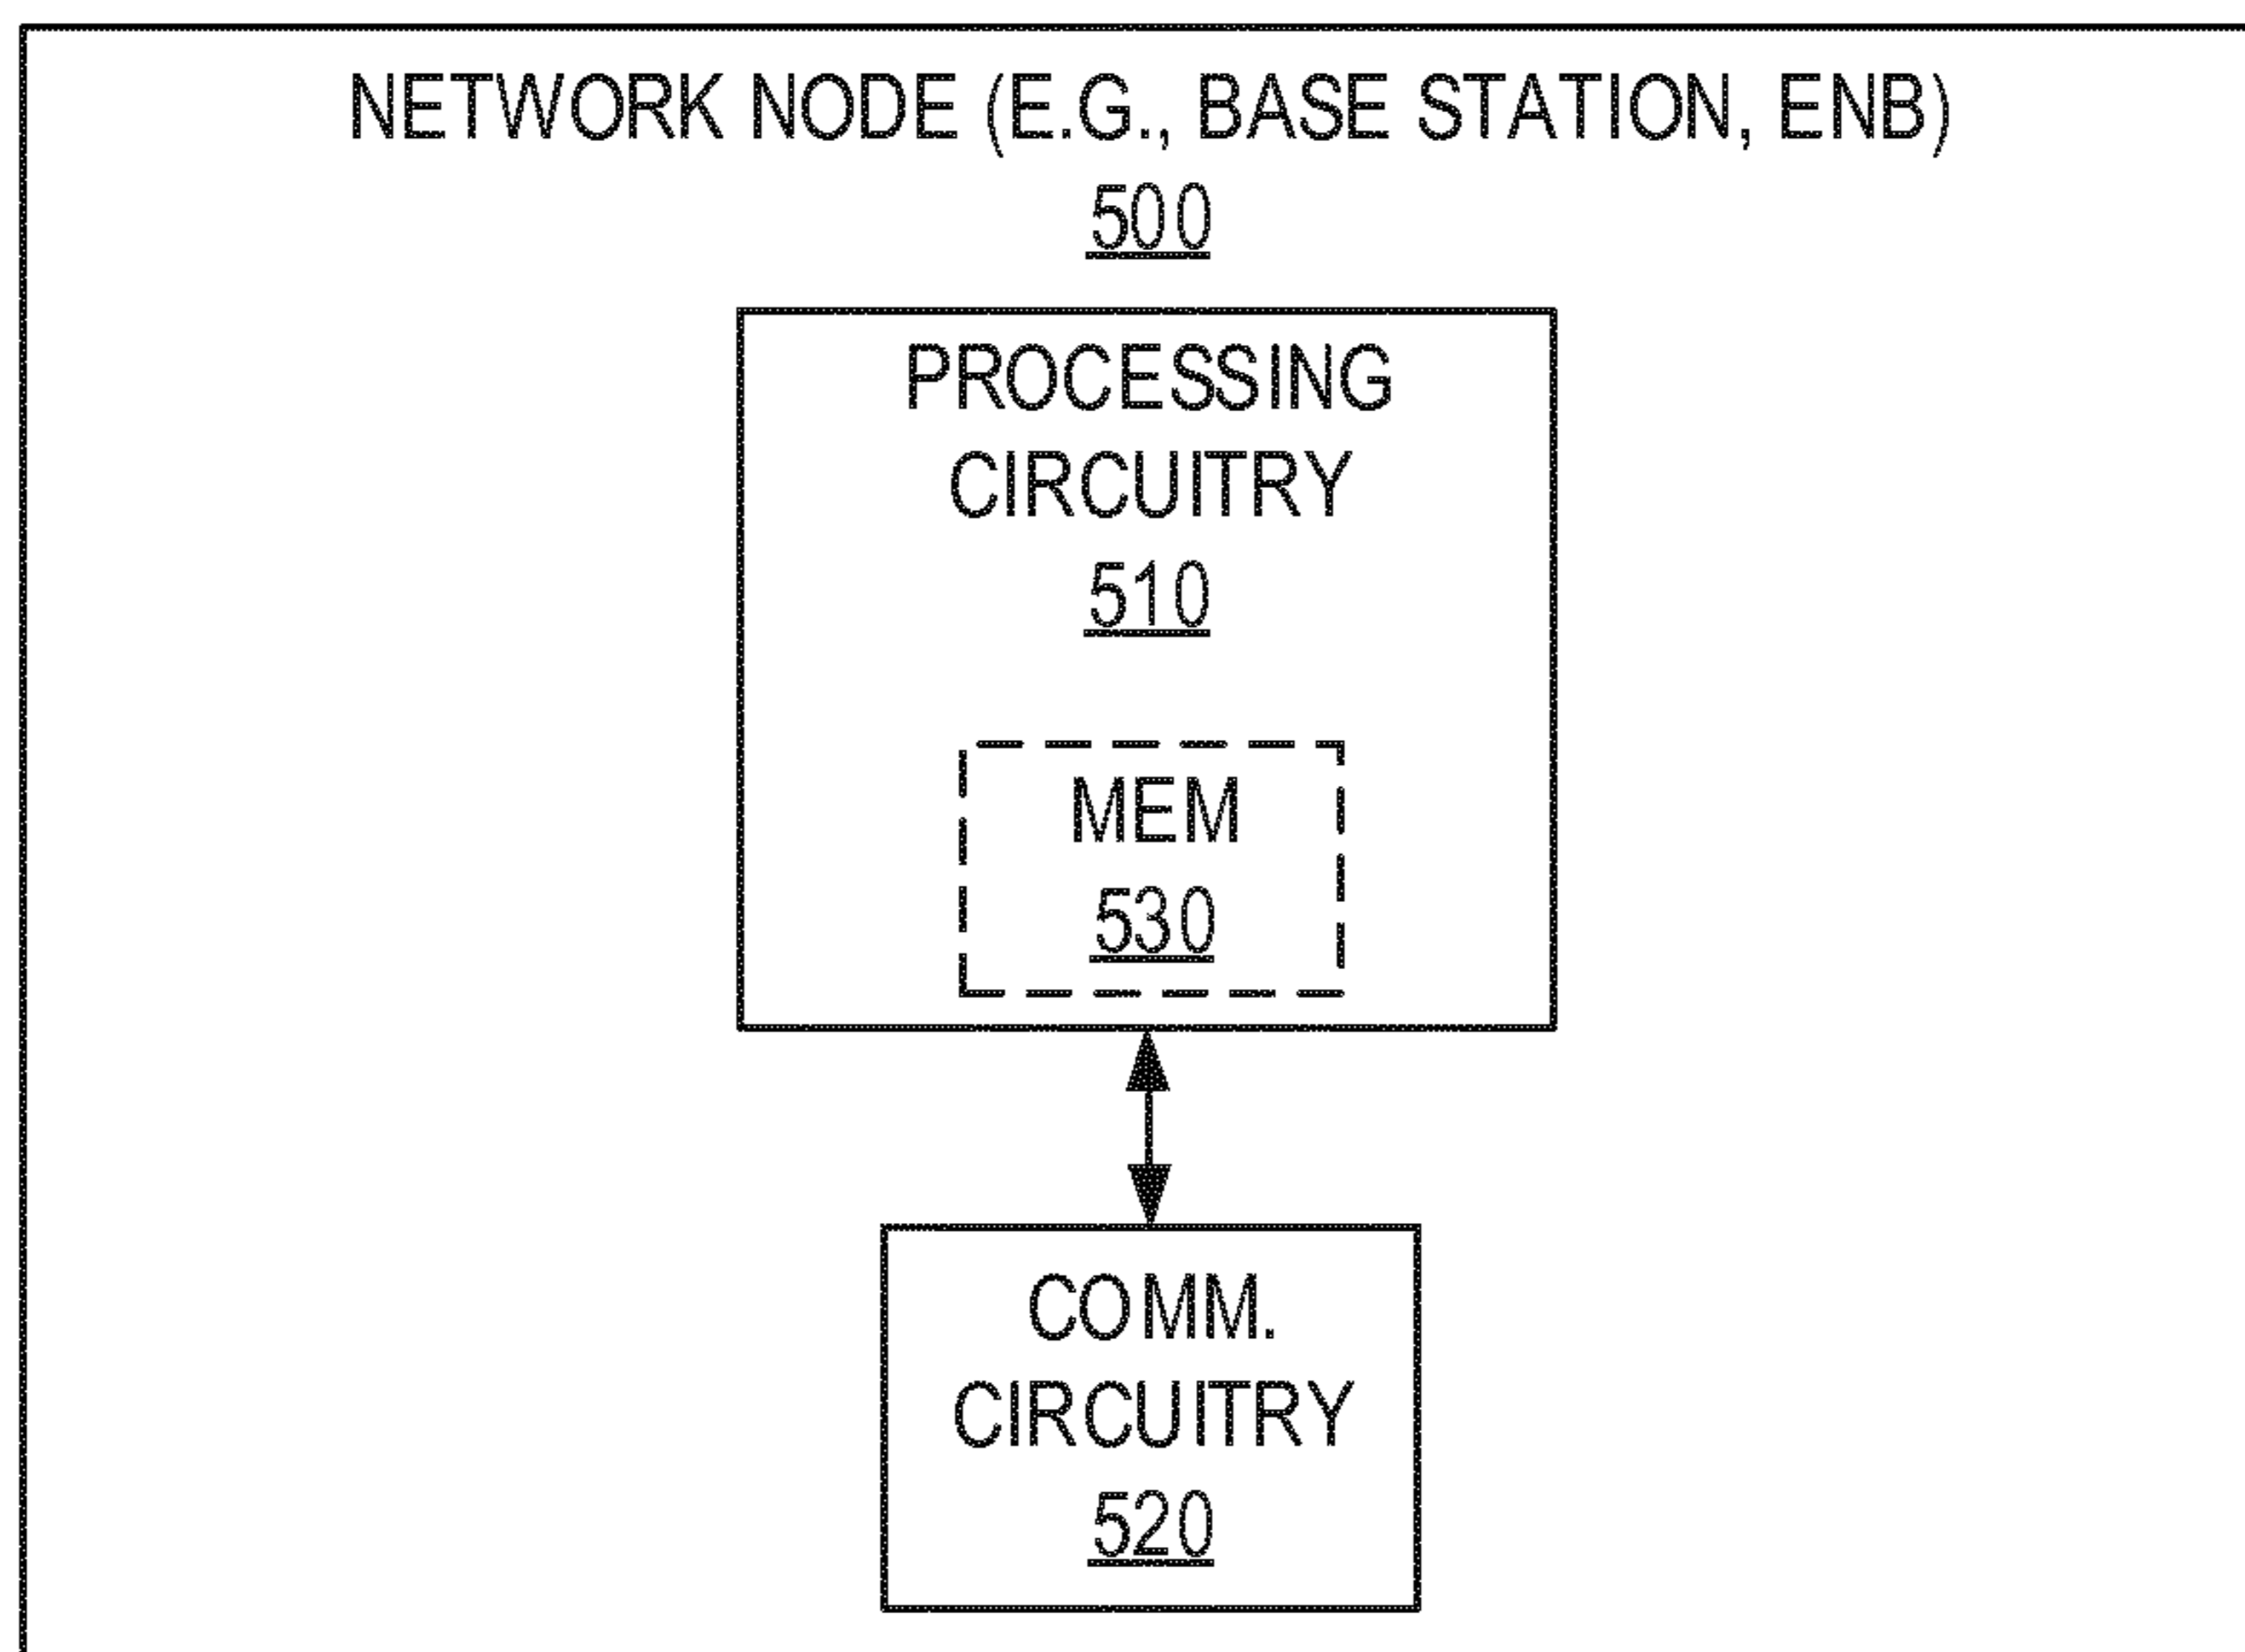 NETWORK NODE (E.G., BASE STATION, ENB)
500
PROCESSING
CIRCUITRY
510
MEM
530
COMM.
CIRCUITRY
520